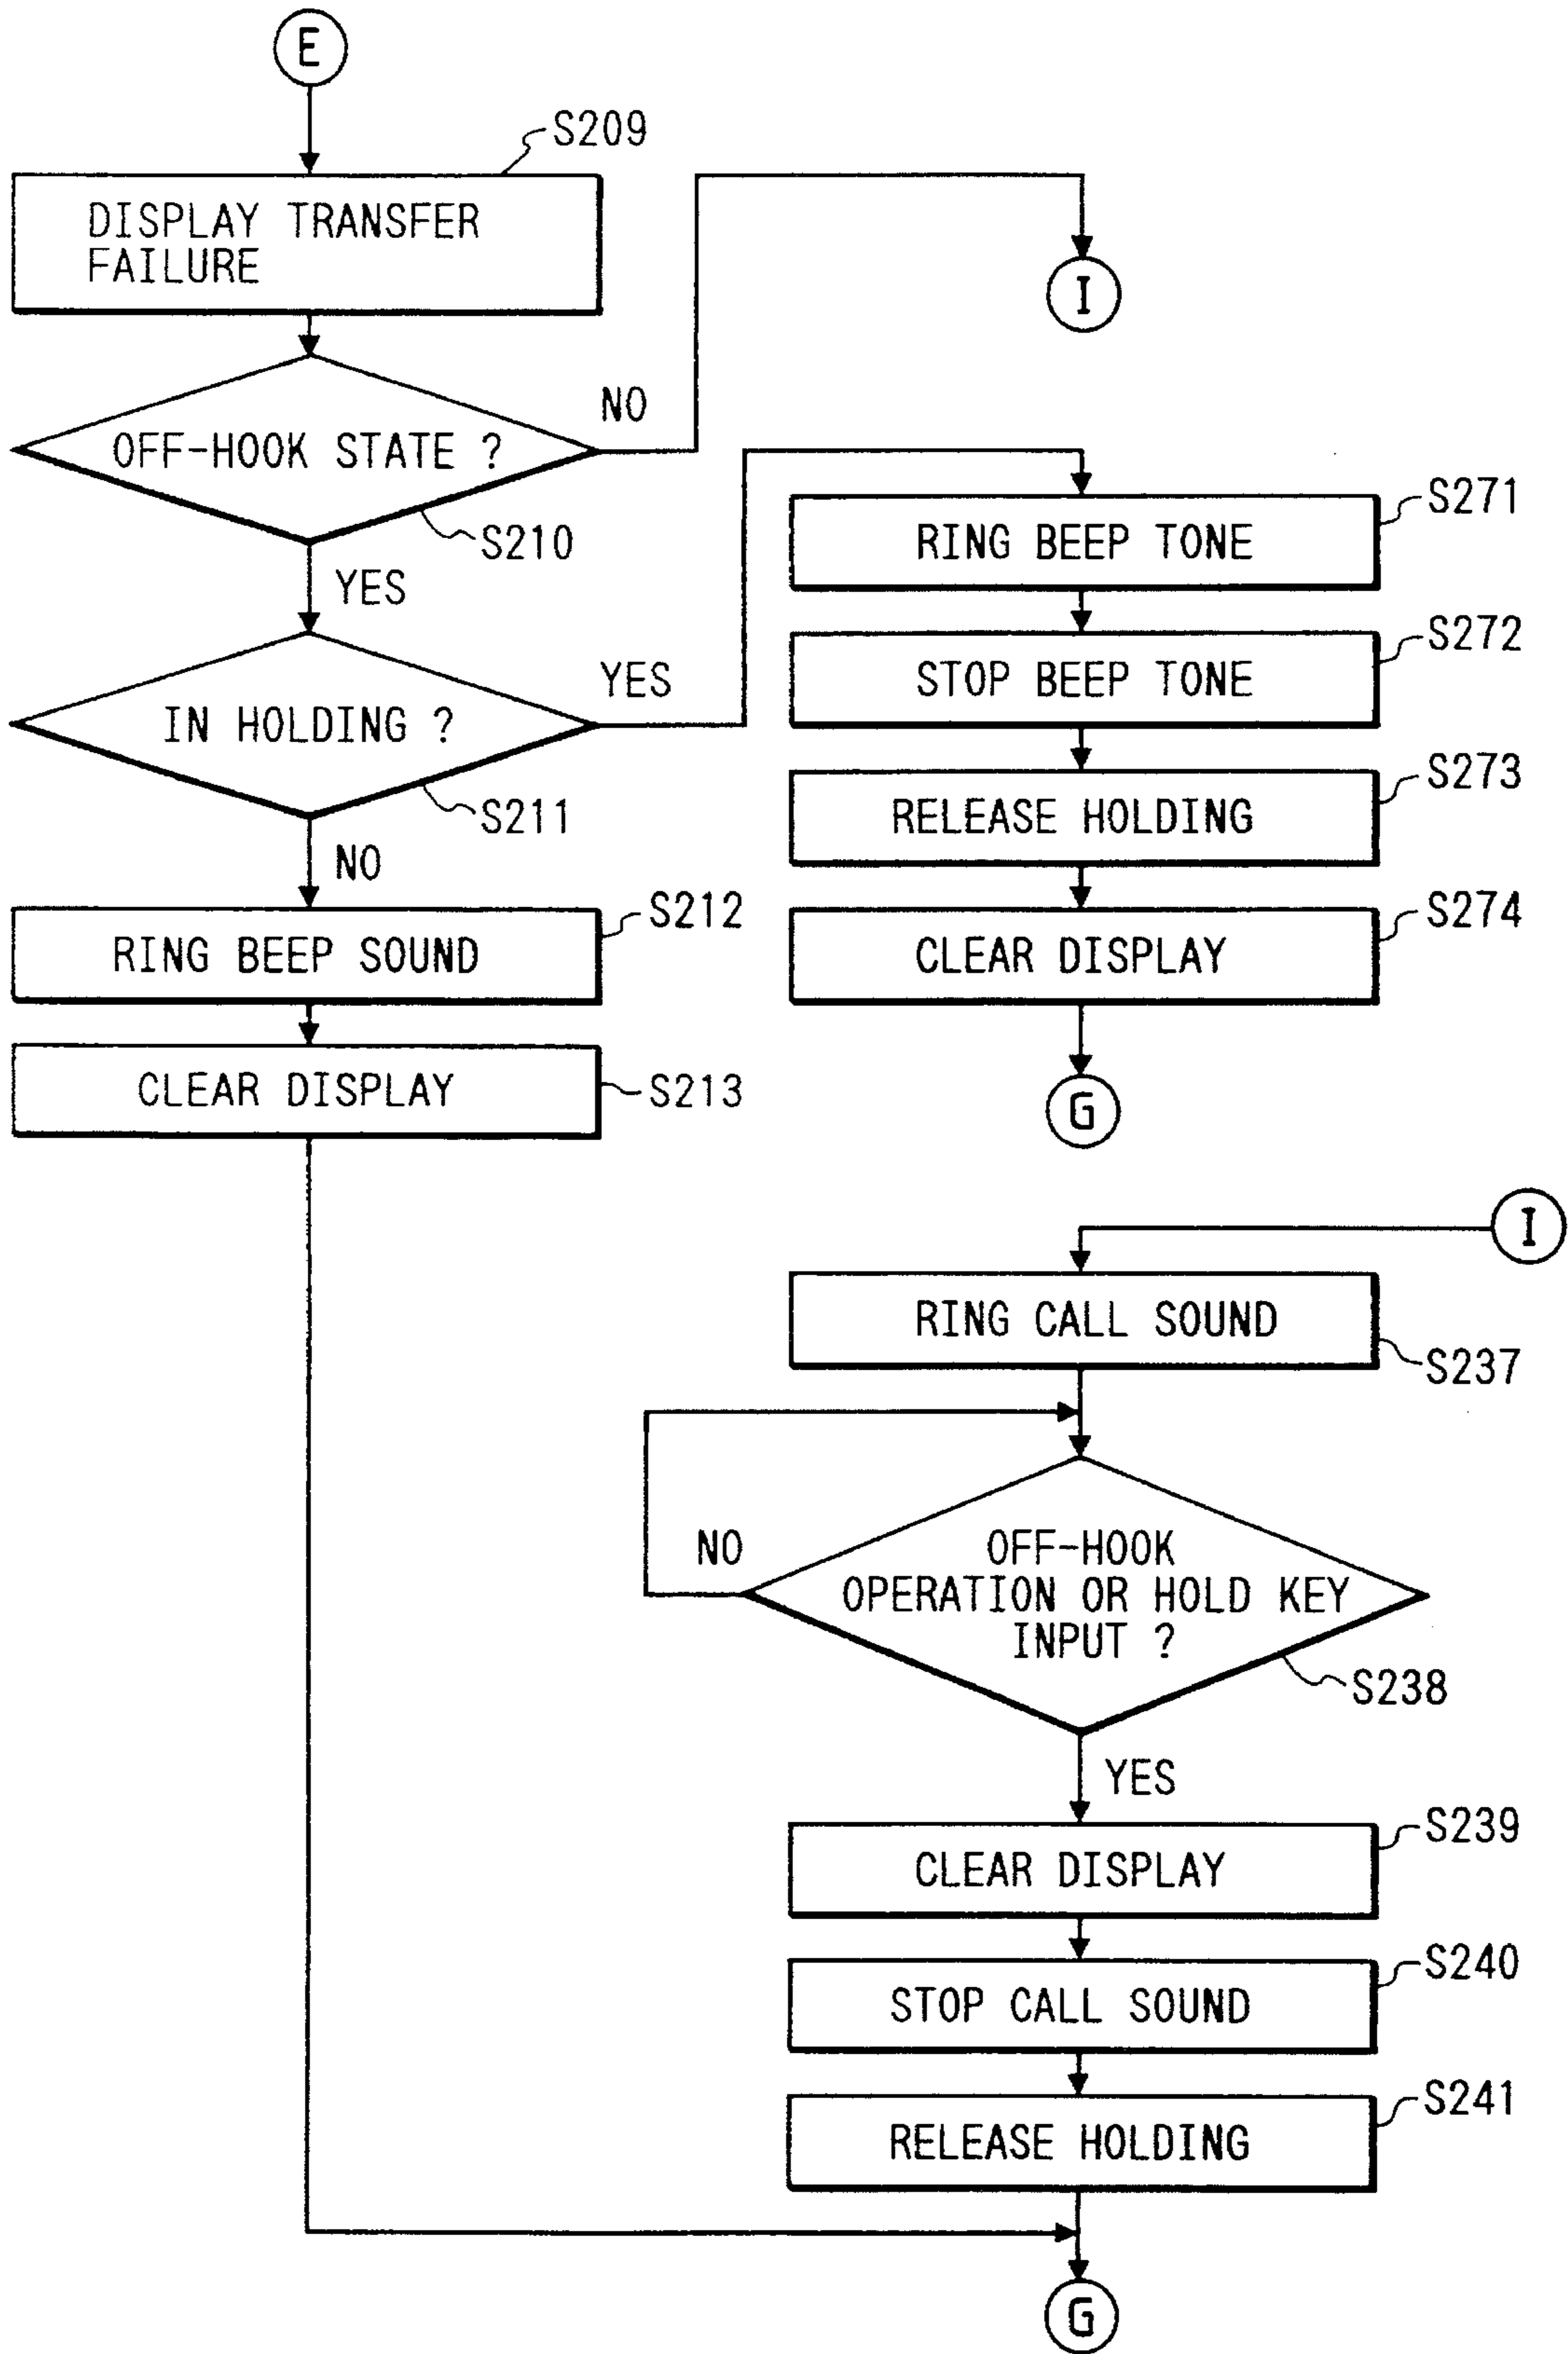 E
S209
DISPLAY TRANSFER
FAILURE
I
NO
OFF-HOOK STATE ?
S210
YES
S271
RING BEEP TONE
S272
STOP BEEP TONE
YES
IN HOLDING ?
S211
NO
S273
RELEASE HOLDING
S274
CLEAR DISPLAY
G
S212
RING BEEP SOUND
S213
CLEAR DISPLAY
I
RING CALL SOUND
S237
NO
OFF-HOOK
OPERATION OR HOLD KEY
INPUT ?
S238
YES
S239
CLEAR DISPLAY
S240
STOP CALL SOUND
S241
RELEASE HOLDING
G